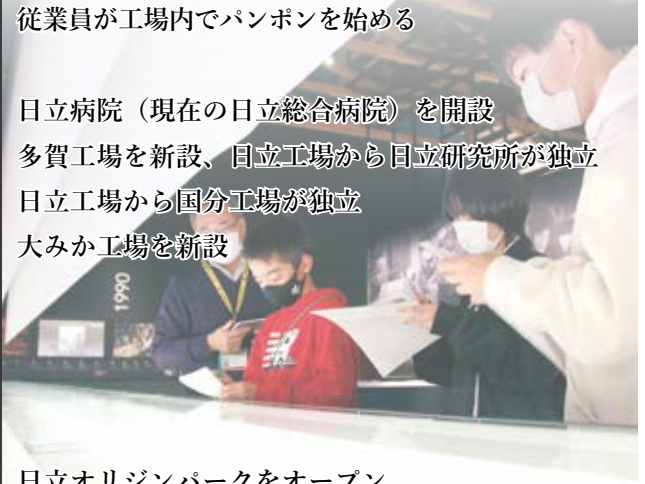 従業員が工場内でパンポンを始める
日立病院（現在の日立総合病院）を開設
多賀工場を新設、日立工場から日立研究所が独立
日立工場から国分工場が独立
大みか工場を新設
1990
日立オリジンパークをオープン